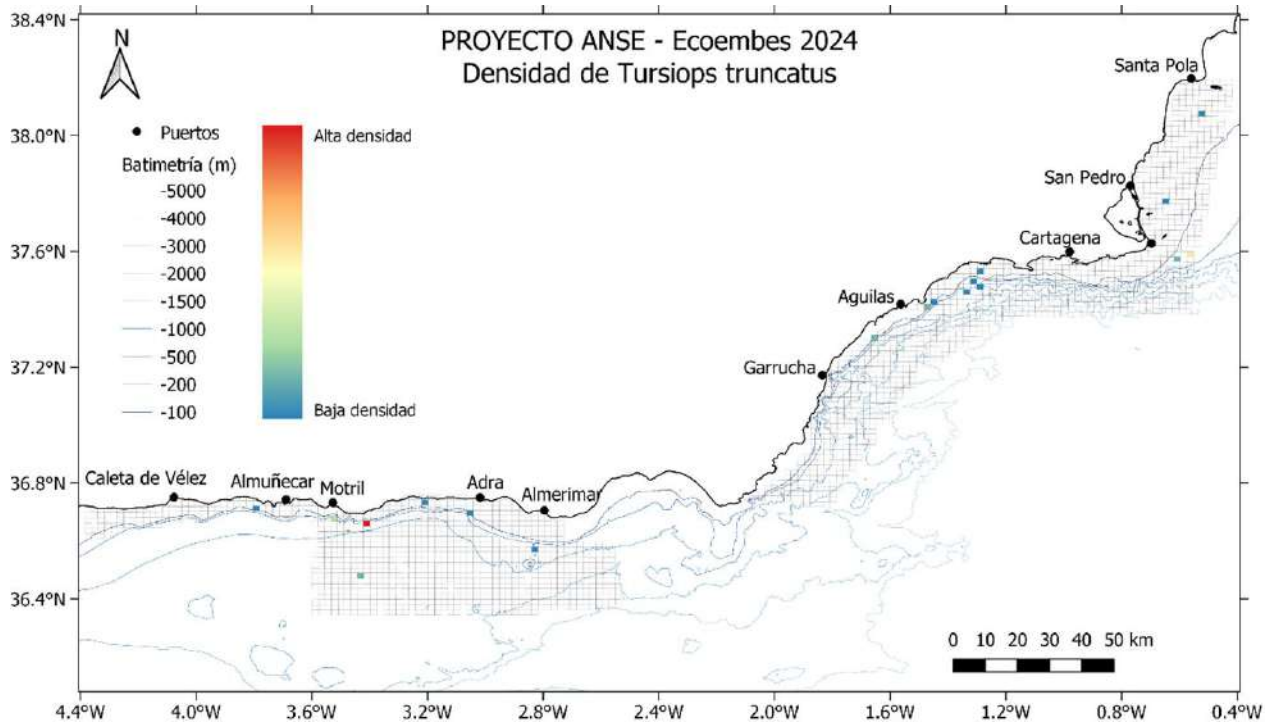 PROYECTO ANSE - Ecoembes 2024
Densidad de Tursiops truncatus
N
Puertos
Batimetría (m)
-5000
-4000
-3000
-2000
-1500
-1000
-500
-200
-100
Alta densidad
Baja densidad
Santa Pola
San Pedro
Cartagena
Aguilas
Garrucha
Caleta de Vélez
Almuñecar
Motril
Adra
Almerimar
38.4°N
38.0°N
37.6°N
37.2°N
36.8°N
36.4°N
0 10 20 30 40 50 km
4.4°W 4.0°W 3.6°W 3.2°W 2.8°W 2.4°W 2.0°W 1.6°W 1.2°W 0.8°W 0.4°W